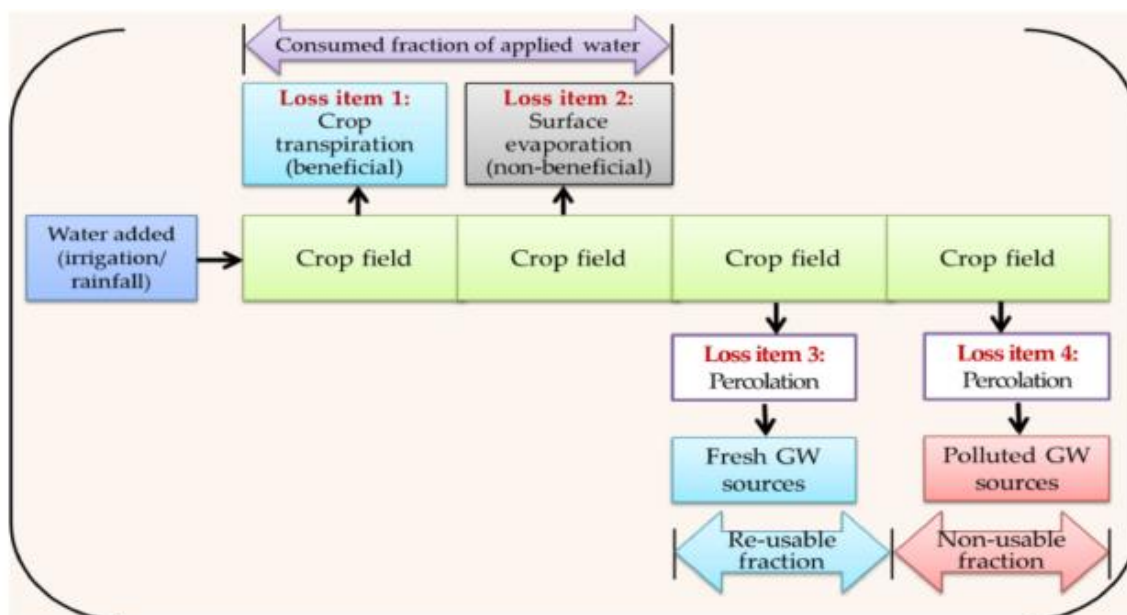 Consumed fraction of applied water
Loss item 1:
Crop
transpiration
(beneficial)
Loss item 2:
Surface
evaporation
(non-beneficial)
Water added
(irrigation/
rainfall)
Crop field
Crop field
Crop field
Crop field
Loss item 3:
Percolation
Loss item 4:
Percolation
Fresh GW
sources
Polluted GW
sources
Re-usable
fraction
Non-usable
fraction